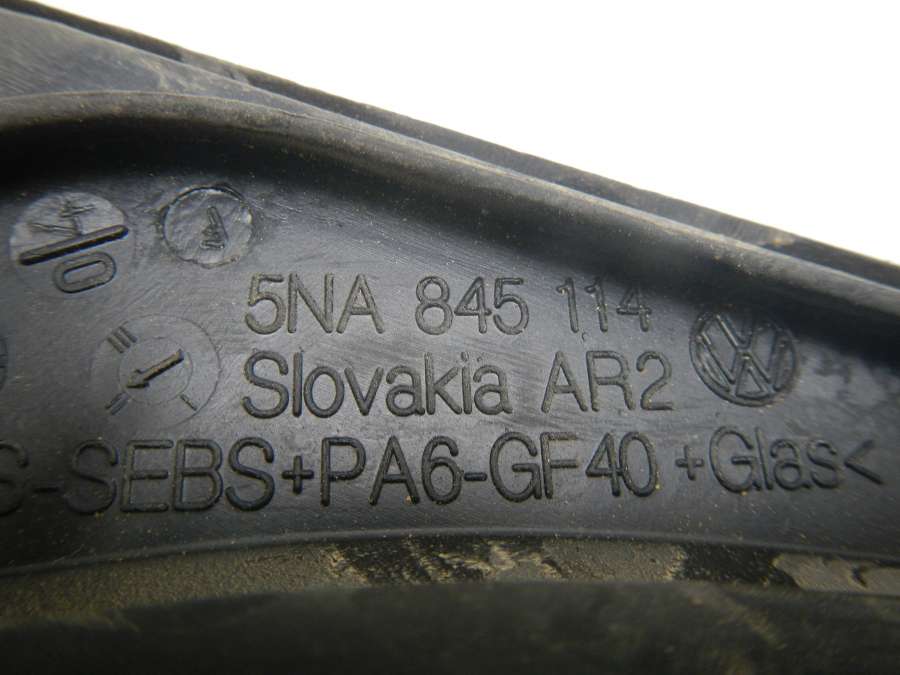 5NA 845 114
Slovakia AR2
S-SEBS+PA6-GF40+Glas<